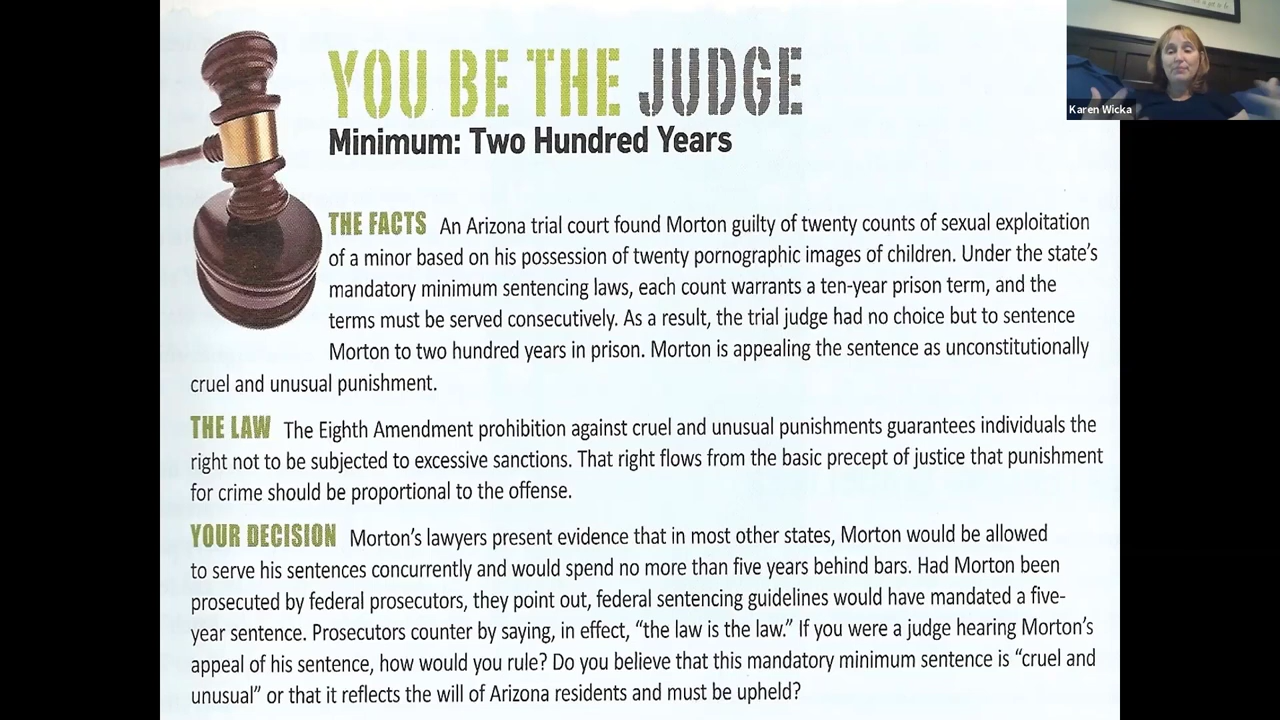 YOU BE THE JUDGE
Minimum: Two Hundred Years
Karen Wicka
THE FACTS An Arizona trial court found Morton guilty of twenty counts of sexual exploitation
of a minor based on his possession of twenty pornographic images of children. Under the state's
mandatory minimum sentencing laws, each count warrants a ten-year prison term, and the
terms must be served consecutively. As a result, the trial judge had no choice but to sentence
Morton to two hundred years in prison. Morton is appealing the sentence as unconstitutionally
cruel and unusual punishment.
THE LAW The Eighth Amendment prohibition against cruel and unusual punishments guarantees individuals the
right not to be subjected to excessive sanctions. That right flows from the basic precept of justice that punishment
for crime should be proportional to the offense.
YOUR DECISION Morton's lawyers present evidence that in most other states, Morton would be allowed
to serve his sentences concurrently and would spend no more than five years behind bars. Had Morton been
prosecuted by federal prosecutors, they point out, federal sentencing guidelines would have mandated a five-
year sentence. Prosecutors counter by saying, in effect, "the law is the law." If you were a judge hearing Morton's
appeal of his sentence, how would you rule? Do you believe that this mandatory minimum sentence is "cruel and
unusual" or that it reflects the will of Arizona residents and must be upheld?